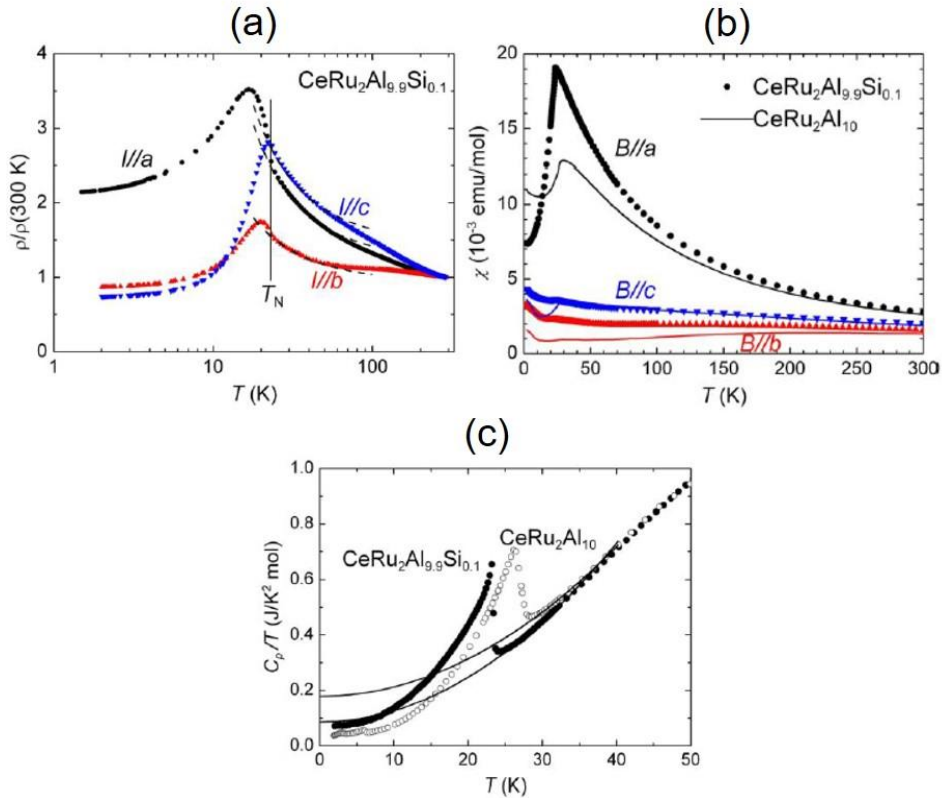 (a)
4
3
2
1
0
ρ/ρ(300 K)
CeRu₂Al₉.₉Si₀.₁
I//a
I//c
I//b
T_N
10
100
T (K)
(b)
20
15
10
5
0
χ (10⁻³ emu/mol)
CeRu₂Al₉.₉Si₀.₁
CeRu₂Al₁₀
B//a
B//c
B//b
0 50 100 150 200 250 300
T (K)
(c)
1.0
0.8
0.6
0.4
0.2
0.0
Cₚ/T (J/K² mol)
CeRu₂Al₉.₉Si₀.₁
CeRu₂Al₁₀
0 10 20 30 40 50
T (K)